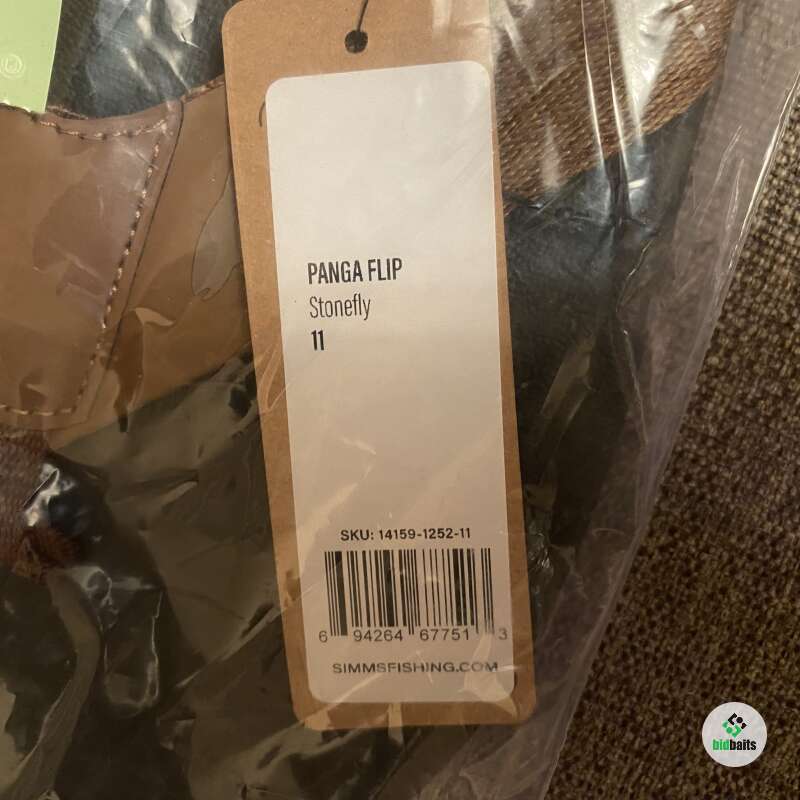 PANGA FLIP
Stonefly
11
SKU: 14159-1252-11
6 94264 67751 3
SIMMSFISHING.COM
bidbaits